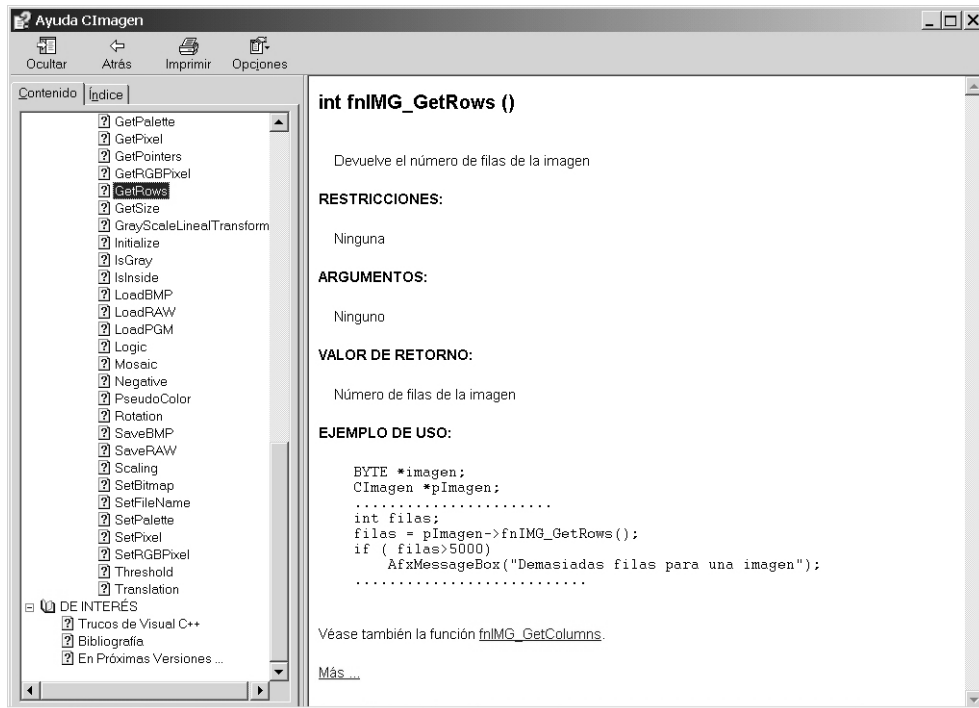 Ayuda CImagen
Ocultar Atrás Imprimir Opciones
Contenido Índice
GetPalette
GetPixel
GetPointers
GetRGBPixel
GetRows
GetSize
GrayScaleLinealTransform
Initialize
IsGray
IsInside
LoadBMP
LoadRAW
LoadPGM
Logic
Mosaic
Negative
PseudoColor
Rotation
SaveBMP
SaveRAW
Scaling
SetBitmap
SetFileName
SetPalette
SetPixel
SetRGBPixel
Threshold
Translation
DE INTERÉS
Trucos de Visual C++
Bibliografía
En Próximas Versiones ...
int fnIMG_GetRows ()
Devuelve el número de filas de la imagen
RESTRICCIONES:
Ninguna
ARGUMENTOS:
Ninguno
VALOR DE RETORNO:
Número de filas de la imagen
EJEMPLO DE USO:
BYTE *imagen;
CImagen *pImagen;
.......................
int filas;
filas = pImagen->fnIMG_GetRows();
if ( filas>5000)
AfxMessageBox("Demasiadas filas para una imagen");
...........................
Véase también la función fnIMG_GetColumns.
Más ...